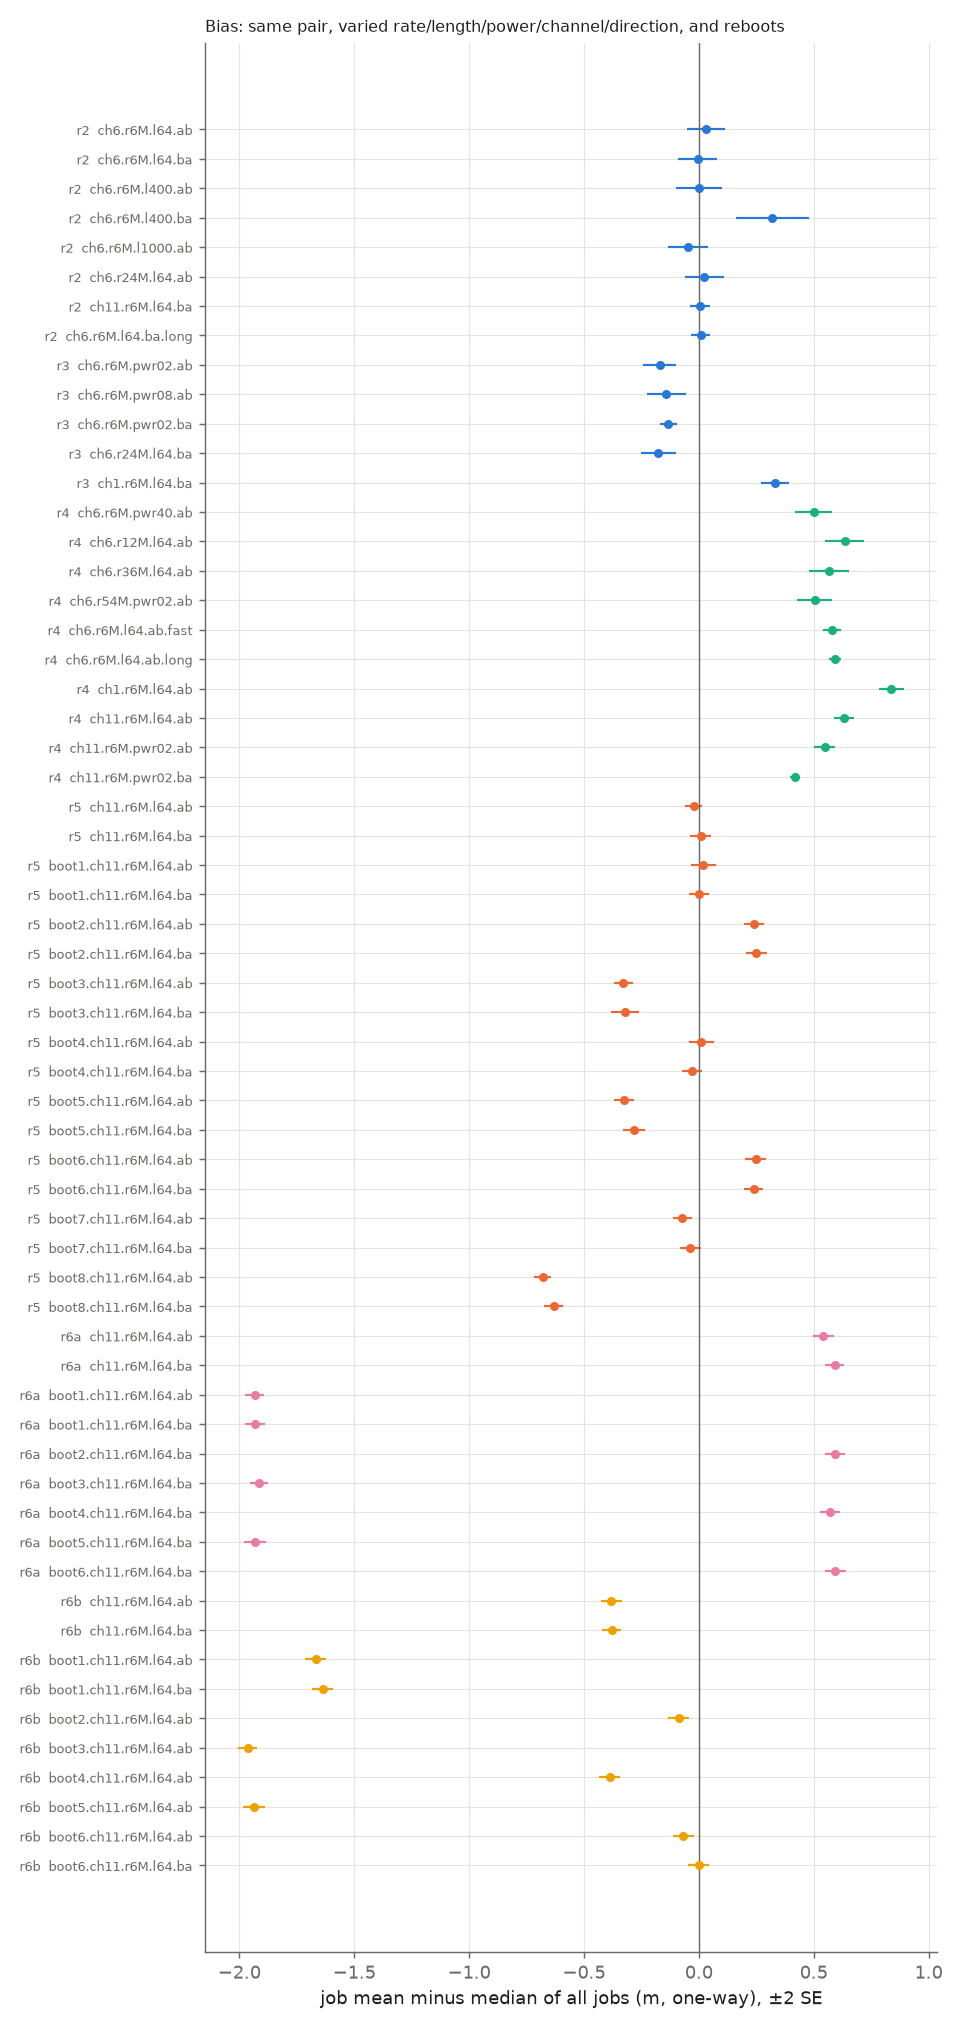 Bias: same pair, varied rate/length/power/channel/direction, and reboots
r2  ch6.r6M.l64.ab
r2  ch6.r6M.l64.ba
r2  ch6.r6M.l400.ab
r2  ch6.r6M.l400.ba
r2  ch6.r6M.l1000.ab
r2  ch6.r24M.l64.ab
r2  ch11.r6M.l64.ba
r2  ch6.r6M.l64.ba.long
r3  ch6.r6M.pwr02.ab
r3  ch6.r6M.pwr08.ab
r3  ch6.r6M.pwr02.ba
r3  ch6.r24M.l64.ba
r3  ch1.r6M.l64.ba
r4  ch6.r6M.pwr40.ab
r4  ch6.r12M.l64.ab
r4  ch6.r36M.l64.ab
r4  ch6.r54M.pwr02.ab
r4  ch6.r6M.l64.ab.fast
r4  ch6.r6M.l64.ab.long
r4  ch1.r6M.l64.ab
r4  ch11.r6M.l64.ab
r4  ch11.r6M.pwr02.ab
r4  ch11.r6M.pwr02.ba
r5  ch11.r6M.l64.ab
r5  ch11.r6M.l64.ba
r5  boot1.ch11.r6M.l64.ab
r5  boot1.ch11.r6M.l64.ba
r5  boot2.ch11.r6M.l64.ab
r5  boot2.ch11.r6M.l64.ba
r5  boot3.ch11.r6M.l64.ab
r5  boot3.ch11.r6M.l64.ba
r5  boot4.ch11.r6M.l64.ab
r5  boot4.ch11.r6M.l64.ba
r5  boot5.ch11.r6M.l64.ab
r5  boot5.ch11.r6M.l64.ba
r5  boot6.ch11.r6M.l64.ab
r5  boot6.ch11.r6M.l64.ba
r5  boot7.ch11.r6M.l64.ab
r5  boot7.ch11.r6M.l64.ba
r5  boot8.ch11.r6M.l64.ab
r5  boot8.ch11.r6M.l64.ba
r6a  ch11.r6M.l64.ab
r6a  ch11.r6M.l64.ba
r6a  boot1.ch11.r6M.l64.ab
r6a  boot1.ch11.r6M.l64.ba
r6a  boot2.ch11.r6M.l64.ba
r6a  boot3.ch11.r6M.l64.ba
r6a  boot4.ch11.r6M.l64.ba
r6a  boot5.ch11.r6M.l64.ba
r6a  boot6.ch11.r6M.l64.ba
r6b  ch11.r6M.l64.ab
r6b  ch11.r6M.l64.ba
r6b  boot1.ch11.r6M.l64.ab
r6b  boot1.ch11.r6M.l64.ba
r6b  boot2.ch11.r6M.l64.ab
r6b  boot3.ch11.r6M.l64.ab
r6b  boot4.ch11.r6M.l64.ab
r6b  boot5.ch11.r6M.l64.ab
r6b  boot6.ch11.r6M.l64.ab
r6b  boot6.ch11.r6M.l64.ba
−2.0 −1.5 −1.0 −0.5 0.0 0.5 1.0
job mean minus median of all jobs (m, one-way), ±2 SE